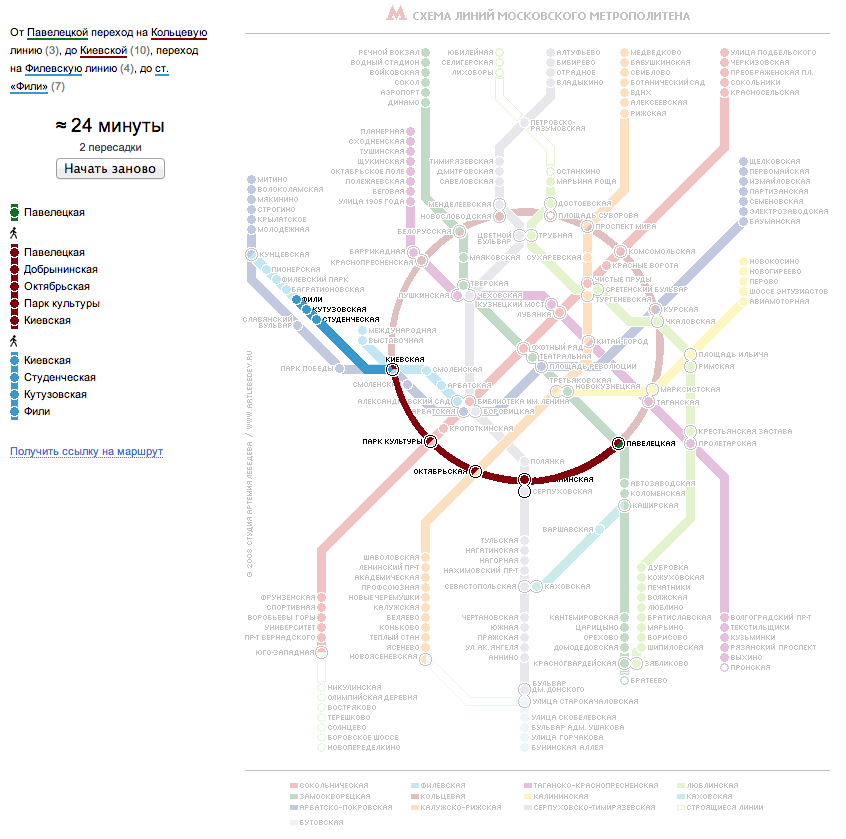 От Павелецкой переход на Кольцевую
линию (3), до Киевской (10), переход
на Филевскую линию (4), до ст.
«Фили» (7)
≈ 24 минуты
2 пересадки
Начать заново
Павелецкая
Павелецкая
Добрынинская
Октябрьская
Парк культуры
Киевская
Киевская
Студенческая
Кутузовская
Фили
Получить ссылку на маршрут
М СХЕМА ЛИНИЙ МОСКОВСКОГО МЕТРОПОЛИТЕНА
РЕЧНОЙ ВОКЗАЛ
ВОДНЫЙ СТАДИОН
ВОЙКОВСКАЯ
СОКОЛ
АЭРОПОРТ
ДИНАМО
ЮБИЛЕЙНАЯ
СЕЛИГЕРСКАЯ
ЛИХОБОРЫ
АЛТУФЬЕВО
БИБИРЕВО
ОТРАДНОЕ
ВЛАДЫКИНО
МЕДВЕДКОВО
БАБУШКИНСКАЯ
СВИБЛОВО
БОТАНИЧЕСКИЙ САД
ВДНХ
АЛЕКСЕЕВСКАЯ
РИЖСКАЯ
УЛИЦА ПОДБЕЛЬСКОГО
ЧЕРКИЗОВСКАЯ
ПРЕОБРАЖЕНСКАЯ ПЛ.
СОКОЛЬНИКИ
КРАСНОСЕЛЬСКАЯ
ПЕТРОВСКО-
РАЗУМОВСКАЯ
ПЛАНЕРНАЯ
СХОДНЕНСКАЯ
ТУШИНСКАЯ
ЩУКИНСКАЯ
ОКТЯБРЬСКОЕ ПОЛЕ
ПОЛЕЖАЕВСКАЯ
БЕГОВАЯ
УЛИЦА 1905 ГОДА
ТИМИРЯЗЕВСКАЯ
ДМИТРОВСКАЯ
САВЕЛОВСКАЯ
МЕНДЕЛЕЕВСКАЯ
НОВОСЛОБОДСКАЯ
ОСТАНКИНО
МАРЬИНА РОЩА
ДОСТОЕВСКАЯ
ПЛОЩАДЬ СУВОРОВА
ПРОСПЕКТ МИРА
ЩЕЛКОВСКАЯ
ПЕРВОМАЙСКАЯ
ИЗМАЙЛОВСКАЯ
ПАРТИЗАНСКАЯ
СЕМЕНОВСКАЯ
ЭЛЕКТРОЗАВОДСКАЯ
БАУМАНСКАЯ
МИТИНО
ВОЛОКОЛАМСКАЯ
МЯКИНИНО
СТРОГИНО
КРЫЛАТСКОЕ
МОЛОДЕЖНАЯ
КУНЦЕВСКАЯ
ПИОНЕРСКАЯ
ФИЛЕВСКИЙ ПАРК
БАГРАТИОНОВСКАЯ
ФИЛИ
КУТУЗОВСКАЯ
СТУДЕНЧЕСКАЯ
СЛАВЯНСКИЙ
БУЛЬВАР
ПАРК ПОБЕДЫ
МЕЖДУНАРОДНАЯ
ВЫСТАВОЧНАЯ
КИЕВСКАЯ
БЕЛОРУССКАЯ
БАРРИКАДНАЯ
КРАСНОПРЕСНЕНСКАЯ
ЦВЕТНОЙ
БУЛЬВАР
ТРУБНАЯ
МАЯКОВСКАЯ
СУХАРЕВСКАЯ
КОМСОМОЛЬСКАЯ
КРАСНЫЕ ВОРОТА
ЧИСТЫЕ ПРУДЫ
СРЕТЕНСКИЙ БУЛЬВАР
ТУРГЕНЕВСКАЯ
ТВЕРСКАЯ
ПУШКИНСКАЯ
ЧЕХОВСКАЯ
КУЗНЕЦКИЙ МОСТ
ЛУБЯНКА
КУРСКАЯ
ЧКАЛОВСКАЯ
НОВОКОСИНО
НОВОГИРЕЕВО
ПЕРОВО
ШОССЕ ЭНТУЗИАСТОВ
АВИАМОТОРНАЯ
ОХОТНЫЙ РЯД
ТЕАТРАЛЬНАЯ
ПЛОЩАДЬ РЕВОЛЮЦИИ
КИТАЙ-ГОРОД
ПЛОЩАДЬ ИЛЬИЧА
РИМСКАЯ
СМОЛЕНСКАЯ
СМОЛЕНСКАЯ
АРБАТСКАЯ
АЛЕКСАНДРОВСКИЙ САД
БИБЛИОТЕКА ИМ. ЛЕНИНА
АРБАТСКАЯ
БОРОВИЦКАЯ
ТРЕТЬЯКОВСКАЯ
НОВОКУЗНЕЦКАЯ
МАРКСИСТСКАЯ
ТАГАНСКАЯ
КРОПОТКИНСКАЯ
ПАРК КУЛЬТУРЫ
ОКТЯБРЬСКАЯ
ПОЛЯНКА
СЕРПУХОВСКАЯ
ПАВЕЛЕЦКАЯ
КРЕСТЬЯНСКАЯ ЗАСТАВА
ПРОЛЕТАРСКАЯ
АВТОЗАВОДСКАЯ
КОЛОМЕНСКАЯ
КАШИРСКАЯ
ВАРШАВСКАЯ
КАХОВСКАЯ
ТУЛЬСКАЯ
НАГАТИНСКАЯ
НАГОРНАЯ
НАХИМОВСКИЙ ПР-Т
СЕВАСТОПОЛЬСКАЯ
ЧЕРТАНОВСКАЯ
ЮЖНАЯ
ПРАЖСКАЯ
УЛ. АК. ЯНГЕЛЯ
АННИНО
БУЛЬВАР
ДМ. ДОНСКОГО
УЛИЦА СТАРОКАЧАЛОВСКАЯ
УЛИЦА СКОБЕЛЕВСКАЯ
БУЛЬВАР АДМ. УШАКОВА
УЛИЦА ГОРЧАКОВА
БУНИНСКАЯ АЛЛЕЯ
ШАБОЛОВСКАЯ
ЛЕНИНСКИЙ ПР-Т
АКАДЕМИЧЕСКАЯ
ПРОФСОЮЗНАЯ
НОВЫЕ ЧЕРЕМУШКИ
КАЛУЖСКАЯ
БЕЛЯЕВО
КОНЬКОВО
ТЕПЛЫЙ СТАН
ЯСЕНЕВО
НОВОЯСЕНЕВСКАЯ
ФРУНЗЕНСКАЯ
СПОРТИВНАЯ
ВОРОБЬЕВЫ ГОРЫ
УНИВЕРСИТЕТ
ПР-Т ВЕРНАДСКОГО
ЮГО-ЗАПАДНАЯ
НИКУЛИНСКАЯ
ОЛИМПИЙСКАЯ ДЕРЕВНЯ
ВОСТРЯКОВО
ТЕРЕШКОВО
СОЛНЦЕВО
БОРОВСКОЕ ШОССЕ
НОВОПЕРЕДЕЛКИНО
КАНТЕМИРОВСКАЯ
ЦАРИЦЫНО
ОРЕХОВО
ДОМОДЕДОВСКАЯ
КРАСНОГВАРДЕЙСКАЯ
БРАТЕЕВО
ДУБРОВКА
КОЖУХОВСКАЯ
ПЕЧАТНИКИ
ВОЛЖСКАЯ
ЛЮБЛИНО
БРАТИСЛАВСКАЯ
МАРЬИНО
БОРИСОВО
ШИПИЛОВСКАЯ
ЗЯБЛИКОВО
ВОЛГОГРАДСКИЙ ПР-Т
ТЕКСТИЛЬЩИКИ
КУЗЬМИНКИ
РЯЗАНСКИЙ ПРОСПЕКТ
ВЫХИНО
ПРОНСКАЯ
© 2008 СТУДИЯ АРТЕМИЯ ЛЕБЕДЕВА / WWW.ARTLEBEDEV.RU
СОКОЛЬНИЧЕСКАЯ
ЗАМОСКВОРЕЦКАЯ
АРБАТСКО-ПОКРОВСКАЯ
БУТОВСКАЯ
ФИЛЕВСКАЯ
КОЛЬЦЕВАЯ
КАЛУЖСКО-РИЖСКАЯ
ТАГАНСКО-КРАСНОПРЕСНЕНСКАЯ
КАЛИНИНСКАЯ
СЕРПУХОВСКО-ТИМИРЯЗЕВСКАЯ
ЛЮБЛИНСКАЯ
КАХОВСКАЯ
СТРОЯЩИЕСЯ ЛИНИИ